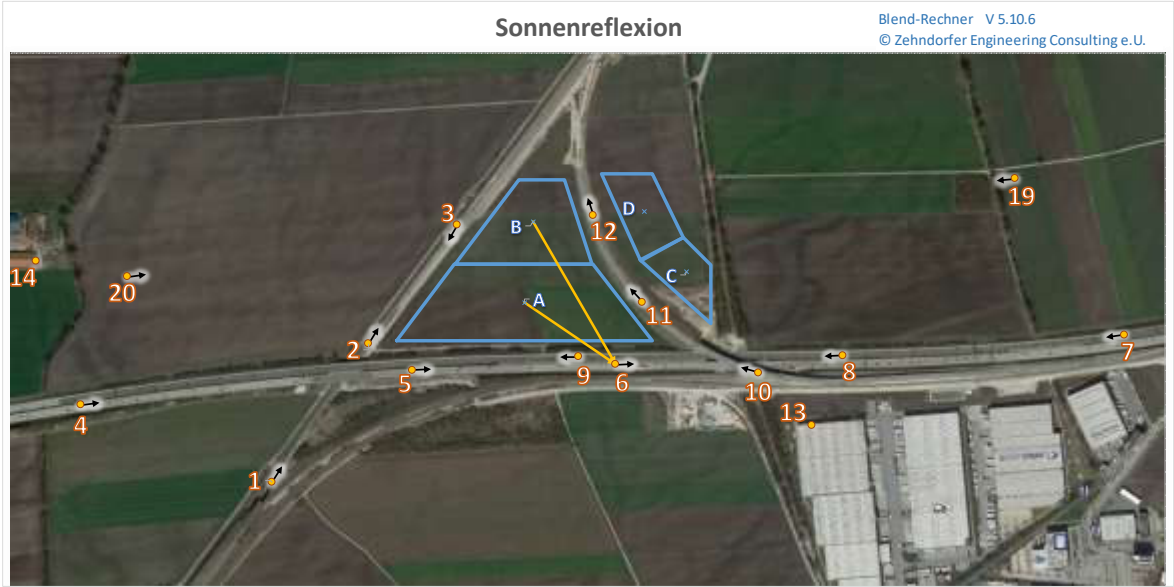 Sonnenreflexion
Blend-Rechner V 5.10.6
© Zehndorfer Engineering Consulting e.U.
3
B
D
12
19
14
20
A
C
11
2
9
6
5
10
8
7
4
13
1